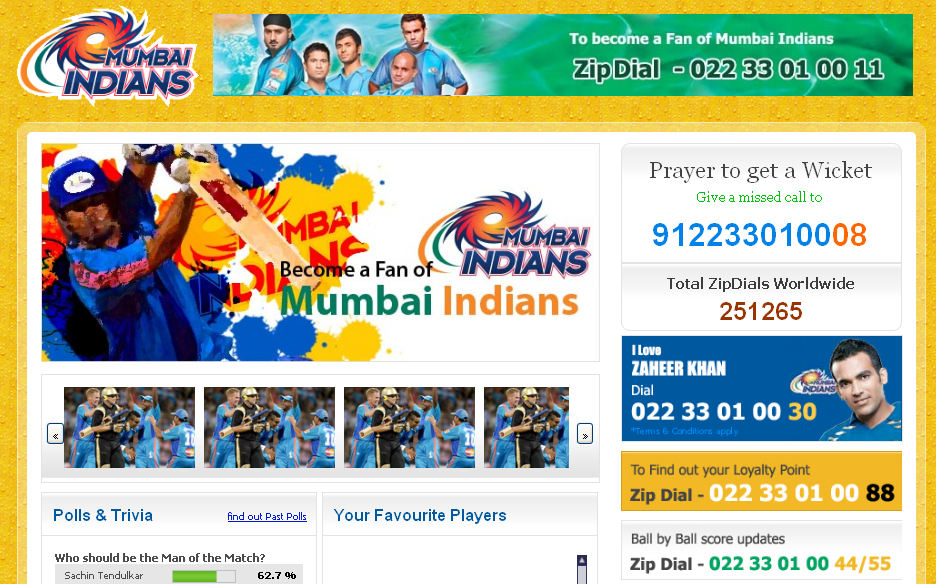 MUMBAI
INDIANS
To become a Fan of Mumbai Indians
ZipDial - 022 33 01 00 11
MUMBAI
INDIANS
MUMBAI
INDIANS
Become a Fan of
Mumbai Indians
Prayer to get a Wicket
Give a missed call to
912233010008
Total ZipDials Worldwide
251265
I Love
ZAHEER KHAN
Dial
022 33 01 00 30
*Terms & Conditions apply
MUMBAI
INDIANS
«
»
To Find out your Loyalty Point
Zip Dial - 022 33 01 00 88
Polls & Trivia
find out Past Polls
Your Favourite Players
Ball by Ball score updates
Zip Dial - 022 33 01 00 44/55
Who should be the Man of the Match?
Sachin Tendulkar 62.7 %